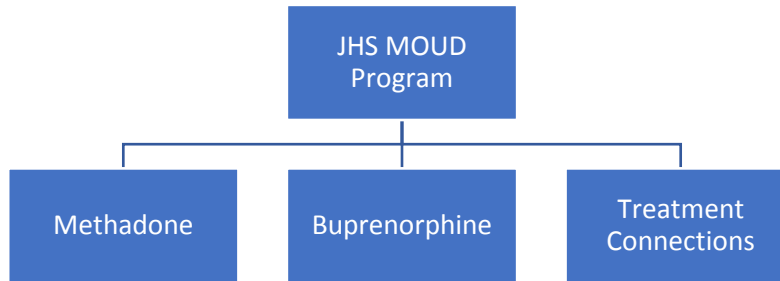 JHS MOUD
Program
Methadone
Buprenorphine
Treatment
Connections